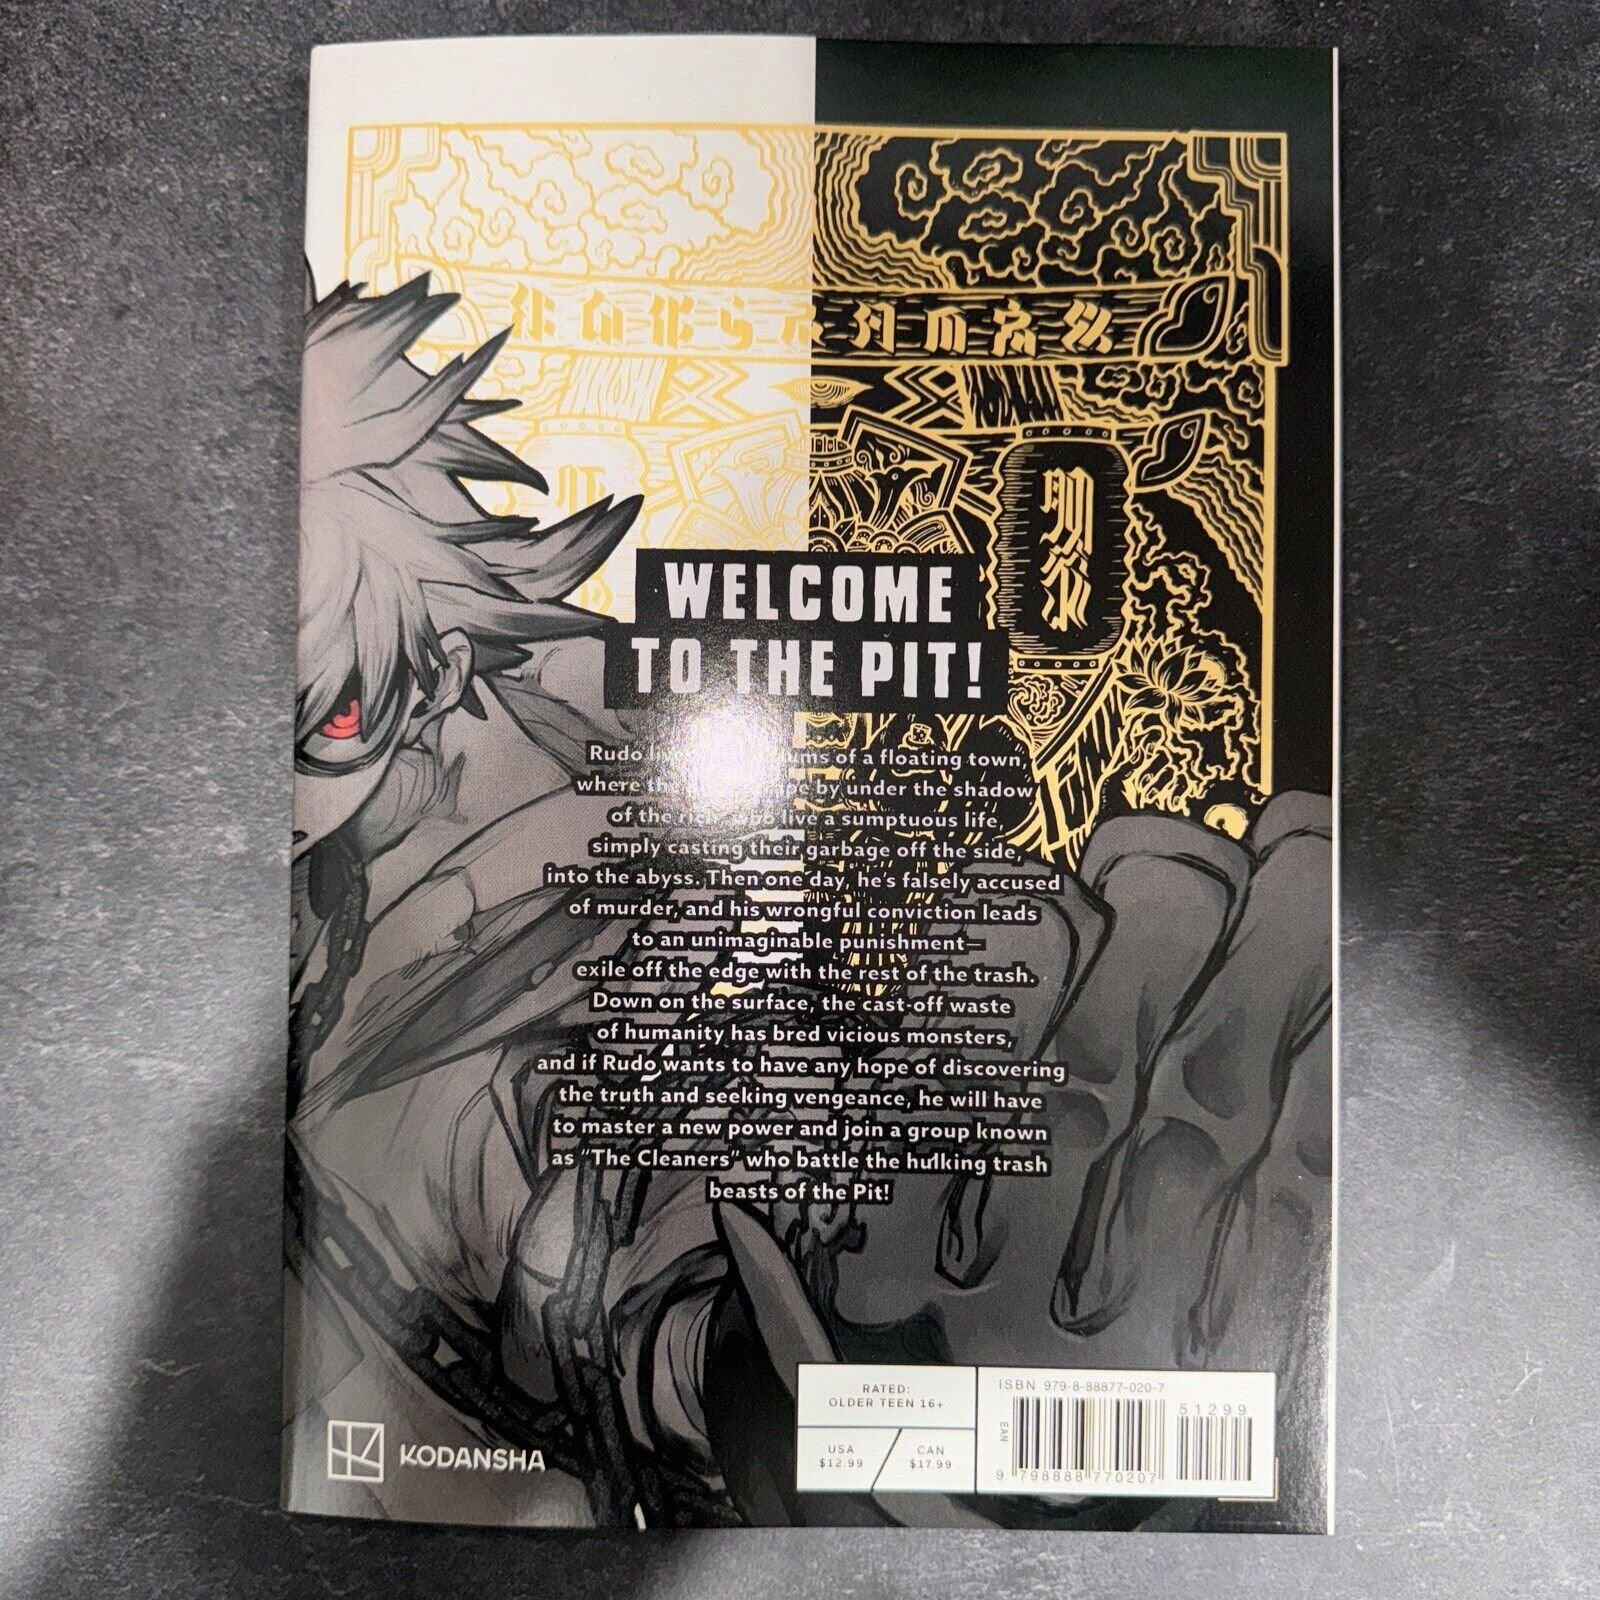 WELCOME
TO THE PIT!
Rudo of a floating town,
where by under the shadow
of the rich, who live a sumptuous life,
simply casting their garbage off the side,
into the abyss. Then one day, he's falsely accused
of murder, and his wrongful conviction leads
to an unimaginable punishment—
exile off the edge with the rest of the trash.
Down on the surface, the cast-off waste
of humanity has bred vicious monsters,
and if Rudo wants to have any hope of discovering
the truth and seeking vengeance, he will have
to master a new power and join a group known
as "The Cleaners" who battle the hulking trash
beasts of the Pit!
KODANSHA
RATED:
OLDER TEEN 16+
USA
$12.99
CAN
$17.99
ISBN 979-8-88877-020-7
51299
EAN
9 798888 770207